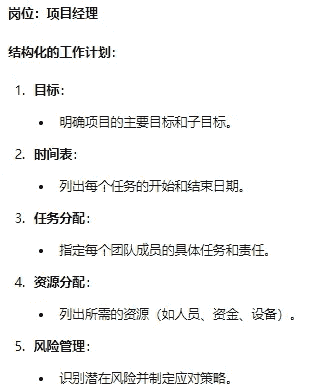 岗位：项目经理
结构化的工作计划：
1. 目标：
• 明确项目的主要目标和子目标。
2. 时间表：
• 列出每个任务的开始和结束日期。
3. 任务分配：
• 指定每个团队成员的具体任务和责任。
4. 资源分配：
• 列出所需的资源（如人员、资金、设备）。
5. 风险管理：
• 识别潜在风险并制定应对策略。